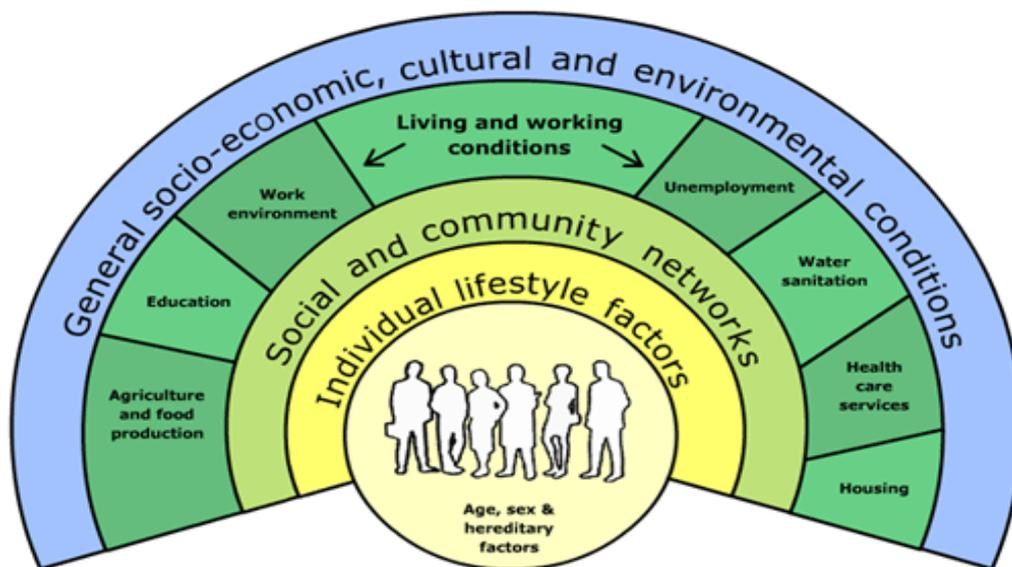 General socio-economic, cultural and environmental conditions
Living and working
conditions
Work
environment
Unemployment
Education
Water
sanitation
Agriculture
and food
production
Health
care
services
Housing
Social and community networks
Individual lifestyle factors
Age, sex &
hereditary
factors